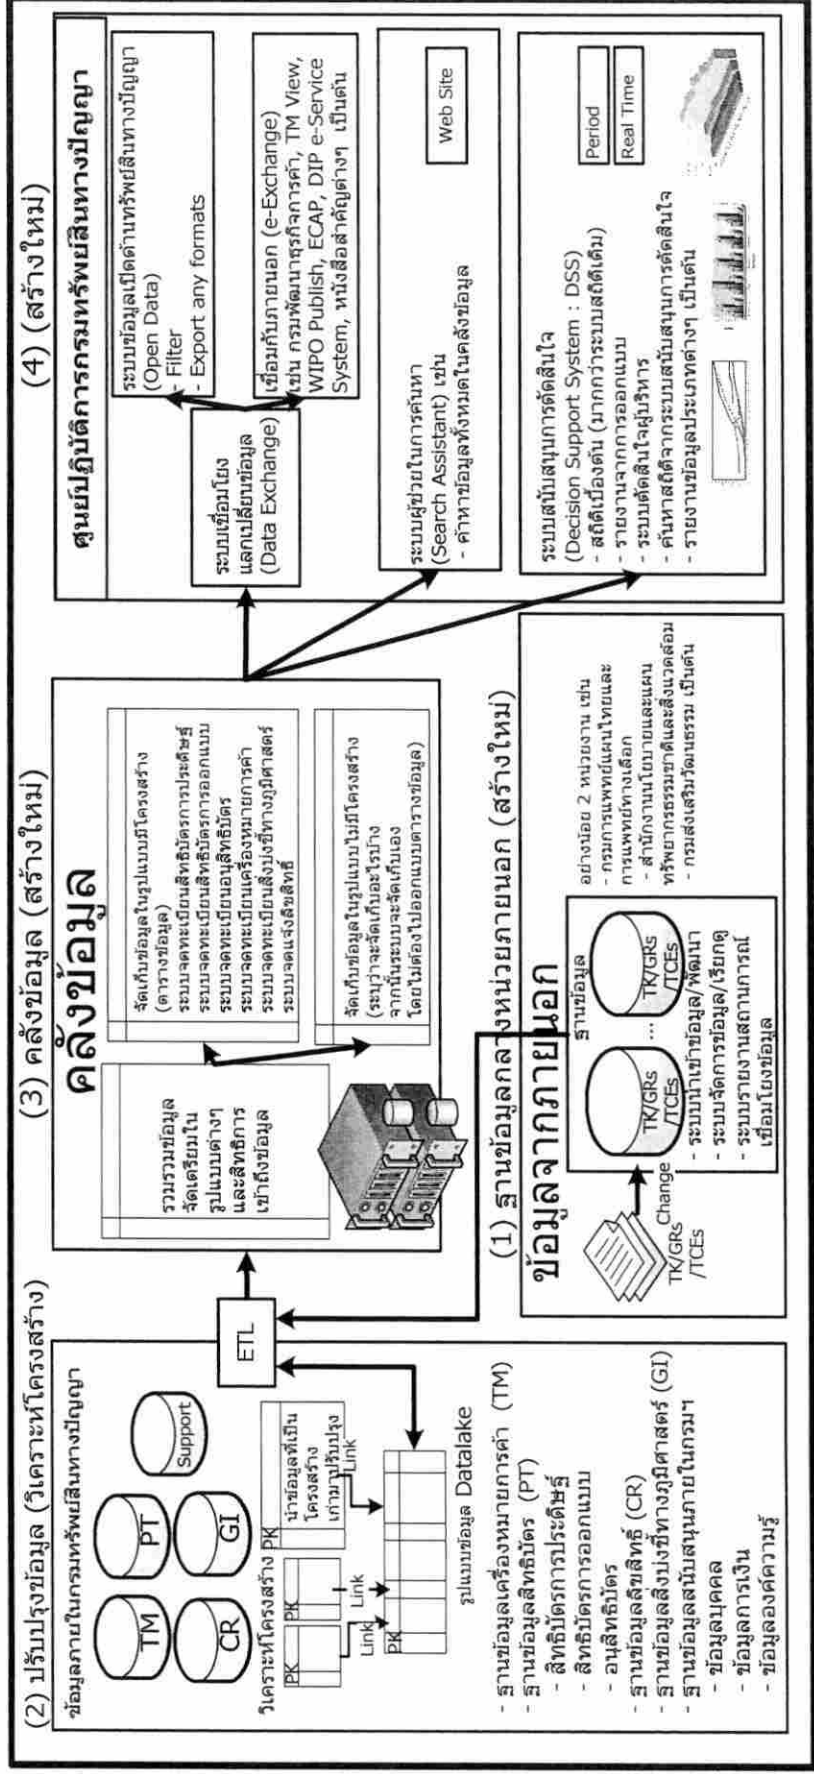 (2) ปรับปรุงข้อมูล (วิเคราะห์โครงสร้าง)
ข้อมูลภายในกรมทรัพย์สินทางปัญญา
TM
PT
Support
CR
GI
วิเคราะห์โครงสร้าง
PK
PK
PK
นำข้อมูลที่เป็น
โครงสร้าง
เก่ามาปรับปรุง
Link
Link
Link
PK
รูปแบบข้อมูล Datalake
- ฐานข้อมูลเครื่องหมายการค้า (TM)
- ฐานข้อมูลสิทธิบัตร (PT)
- สิทธิบัตรการประดิษฐ์
- สิทธิบัตรการออกแบบ
- อนุสิทธิบัตร
- ฐานข้อมูลลิขสิทธิ์ (CR)
- ฐานข้อมูลสิ่งบ่งชี้ทางภูมิศาสตร์ (GI)
- ฐานข้อมูลสนับสนุนภายในกรมฯ
- ข้อมูลบุคคล
- ข้อมูลการเงิน
- ข้อมูลองค์ความรู้
ETL
(3) คลังข้อมูล (สร้างใหม่)
คลังข้อมูล
รวมรวมข้อมูล
จัดเตรียมใน
รูปแบบต่างๆ
และสิทธิการ
เข้าถึงข้อมูล
จัดเก็บข้อมูลในรูปแบบมีโครงสร้าง
(ตารางข้อมูล)
ระบบจดทะเบียนสิทธิบัตรการประดิษฐ์
ระบบจดทะเบียนสิทธิบัตรการออกแบบ
ระบบจดทะเบียนอนุสิทธิบัตร
ระบบจดทะเบียนเครื่องหมายการค้า
ระบบจดทะเบียนสิ่งบ่งชี้ทางภูมิศาสตร์
ระบบจดแจ้งลิขสิทธิ์
จัดเก็บข้อมูลในรูปแบบไม่มีโครงสร้าง
(ระบุว่าจะจัดเก็บอะไรบ้าง
จากนั้นระบบจะจัดเก็บเอง
โดยไม่ต้องไปออกแบบตารางข้อมูล)
(1) ฐานข้อมูลกลางหน่วยภายนอก (สร้างใหม่)
ข้อมูลจากภายนอก
TK/GRs
/TCEs
Change
ฐานข้อมูล
TK/GRs
/TCEs
...
TK/GRs
/TCEs
- ระบบนำเข้าข้อมูล/พัฒนา
- ระบบจัดการข้อมูล/เรียกดู
- ระบบรายงานสถานการณ์
เชื่อมโยงข้อมูล
อย่างน้อย 2 หน่วยงาน เช่น
- กรมการแพทย์แผนไทยและ
การแพทย์ทางเลือก
- สำนักงานนโยบายและแผน
ทรัพยากรธรรมชาติและสิ่งแวดล้อม
- กรมส่งเสริมวัฒนธรรม เป็นต้น
(4) (สร้างใหม่)
ศูนย์ปฏิบัติการกรมทรัพย์สินทางปัญญา
ระบบเชื่อมโยง
แลกเปลี่ยนข้อมูล
(Data Exchange)
ระบบข้อมูลเปิดด้านทรัพย์สินทางปัญญา
(Open Data)
- Filter
- Export any formats
เชื่อมกับภายนอก (e-Exchange)
เช่น กรมพัฒนาธุรกิจการค้า, TM View,
WIPO Publish, ECAP, DIP e-Service
System, หนังสือสำคัญต่างๆ เป็นต้น
ระบบผู้ช่วยในการค้นหา
(Search Assistant) เช่น
- ค้าหาข้อมูลทั้งหมดในคลังข้อมูล
Web Site
ระบบสนับสนุนการตัดสินใจ
(Decision Support System : DSS)
- สถิติเบื้องต้น (มากกว่าระบบสถิติเดิม)
- รายงานจากการออกแบบ
- ระบบตัดสินใจผู้บริหาร
- ค้นหาสถิติจากระบบสนับสนุนการตัดสินใจ
- รายงานข้อมูลประเภทต่างๆ เป็นต้น
Period
Real Time